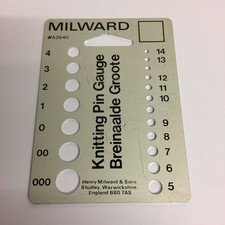 MILWARD
#A2640
4
3
2
1
0
00
000
Knitting Pin Gauge
Breinaalde Groote
14
13
12
11
10
9
8
7
6
5
Henry Milward & Sons
Studley, Warwickshire,
England B80 7AS